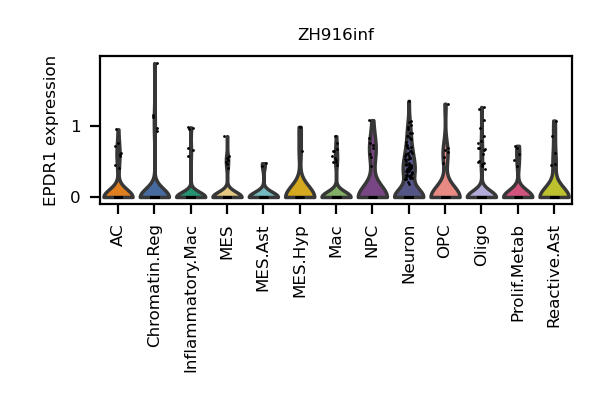 ZH916inf
EPDR1 expression
1
0
AC
Chromatin.Reg
Inflammatory.Mac
MES
MES.Ast
MES.Hyp
Mac
NPC
Neuron
OPC
Oligo
Prolif.Metab
Reactive.Ast